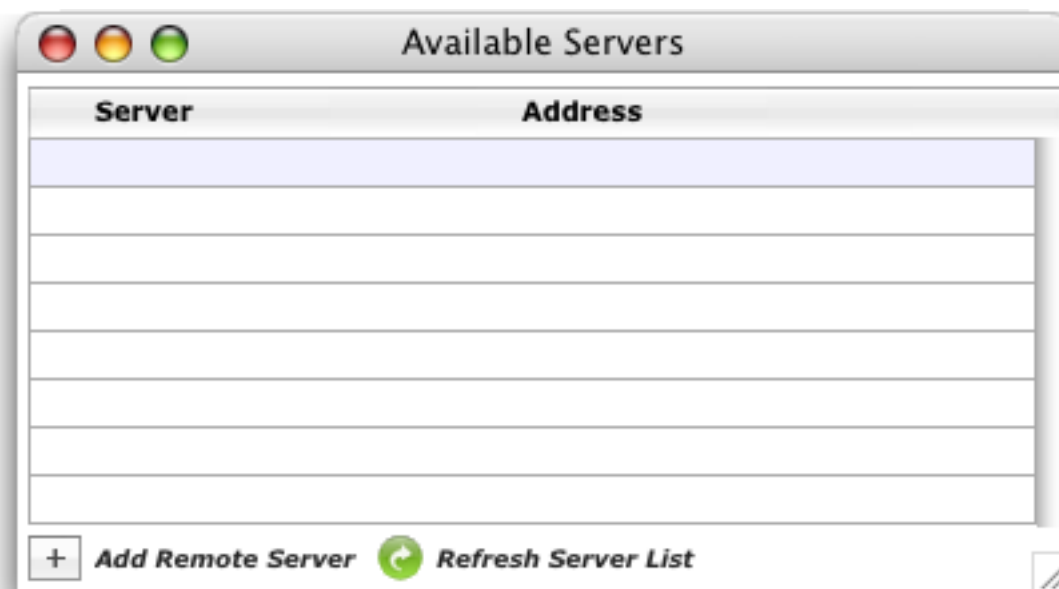 Available Servers
Server Address
+ Add Remote Server Refresh Server List